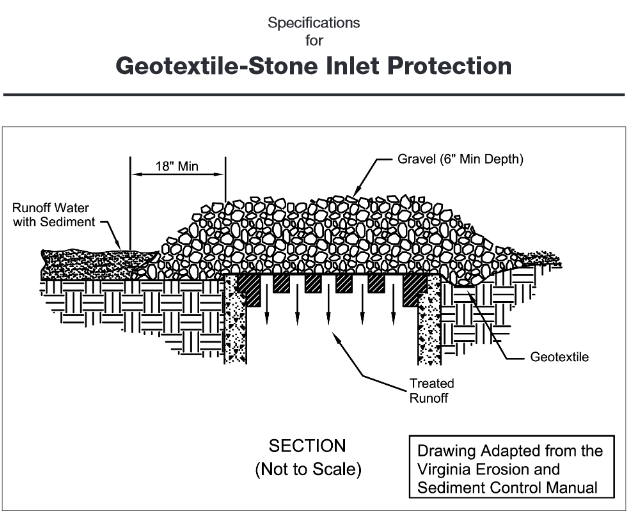 Specifications
for
Geotextile-Stone Inlet Protection
18" Min
Gravel (6" Min Depth)
Runoff Water
with Sediment
Geotextile
Treated
Runoff
SECTION
(Not to Scale)
Drawing Adapted from the
Virginia Erosion and
Sediment Control Manual